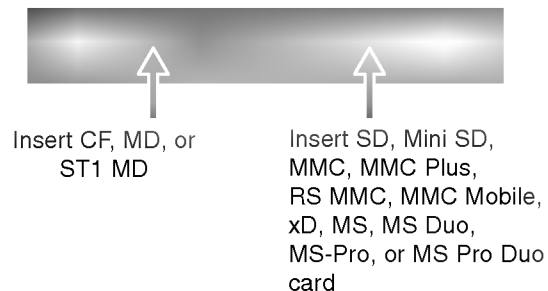 Insert CF, MD, or
ST1 MD
Insert SD, Mini SD,
MMC, MMC Plus,
RS MMC, MMC Mobile,
xD, MS, MS Duo,
MS-Pro, or MS Pro Duo
card